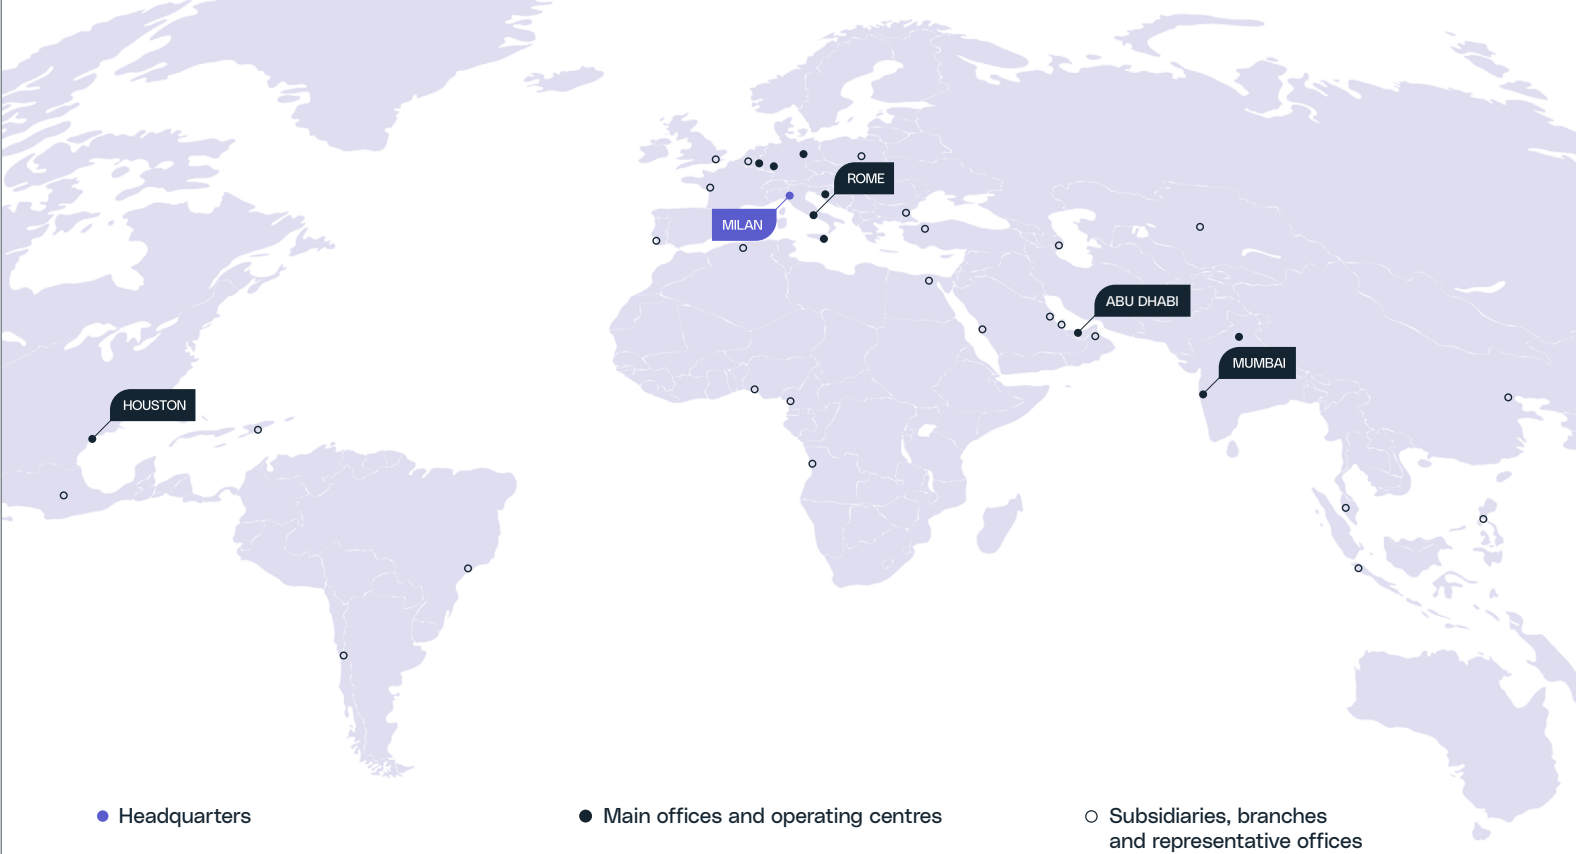 ROME
MILAN
ABU DHABI
MUMBAI
HOUSTON
Headquarters
Main offices and operating centres
Subsidiaries, branches
and representative offices